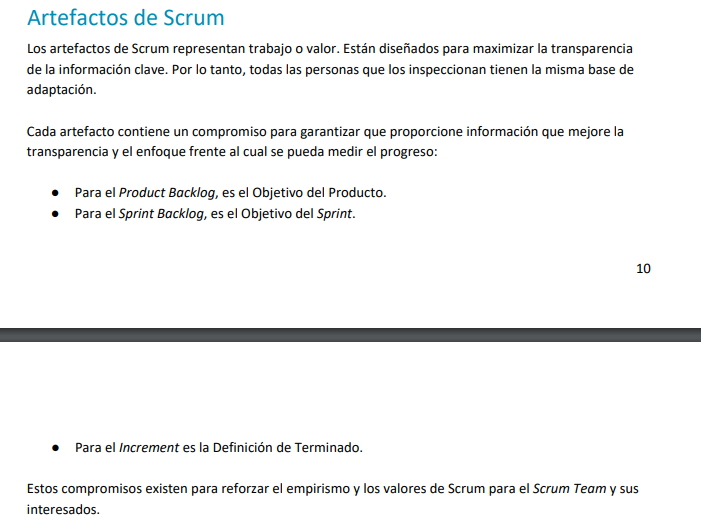 Artefactos de Scrum
Los artefactos de Scrum representan trabajo o valor. Están diseñados para maximizar la transparencia
de la información clave. Por lo tanto, todas las personas que los inspeccionan tienen la misma base de
adaptación.
Cada artefacto contiene un compromiso para garantizar que proporcione información que mejore la
transparencia y el enfoque frente al cual se pueda medir el progreso:
● Para el Product Backlog, es el Objetivo del Producto.
● Para el Sprint Backlog, es el Objetivo del Sprint.
10
● Para el Increment es la Definición de Terminado.
Estos compromisos existen para reforzar el empirismo y los valores de Scrum para el Scrum Team y sus
interesados.